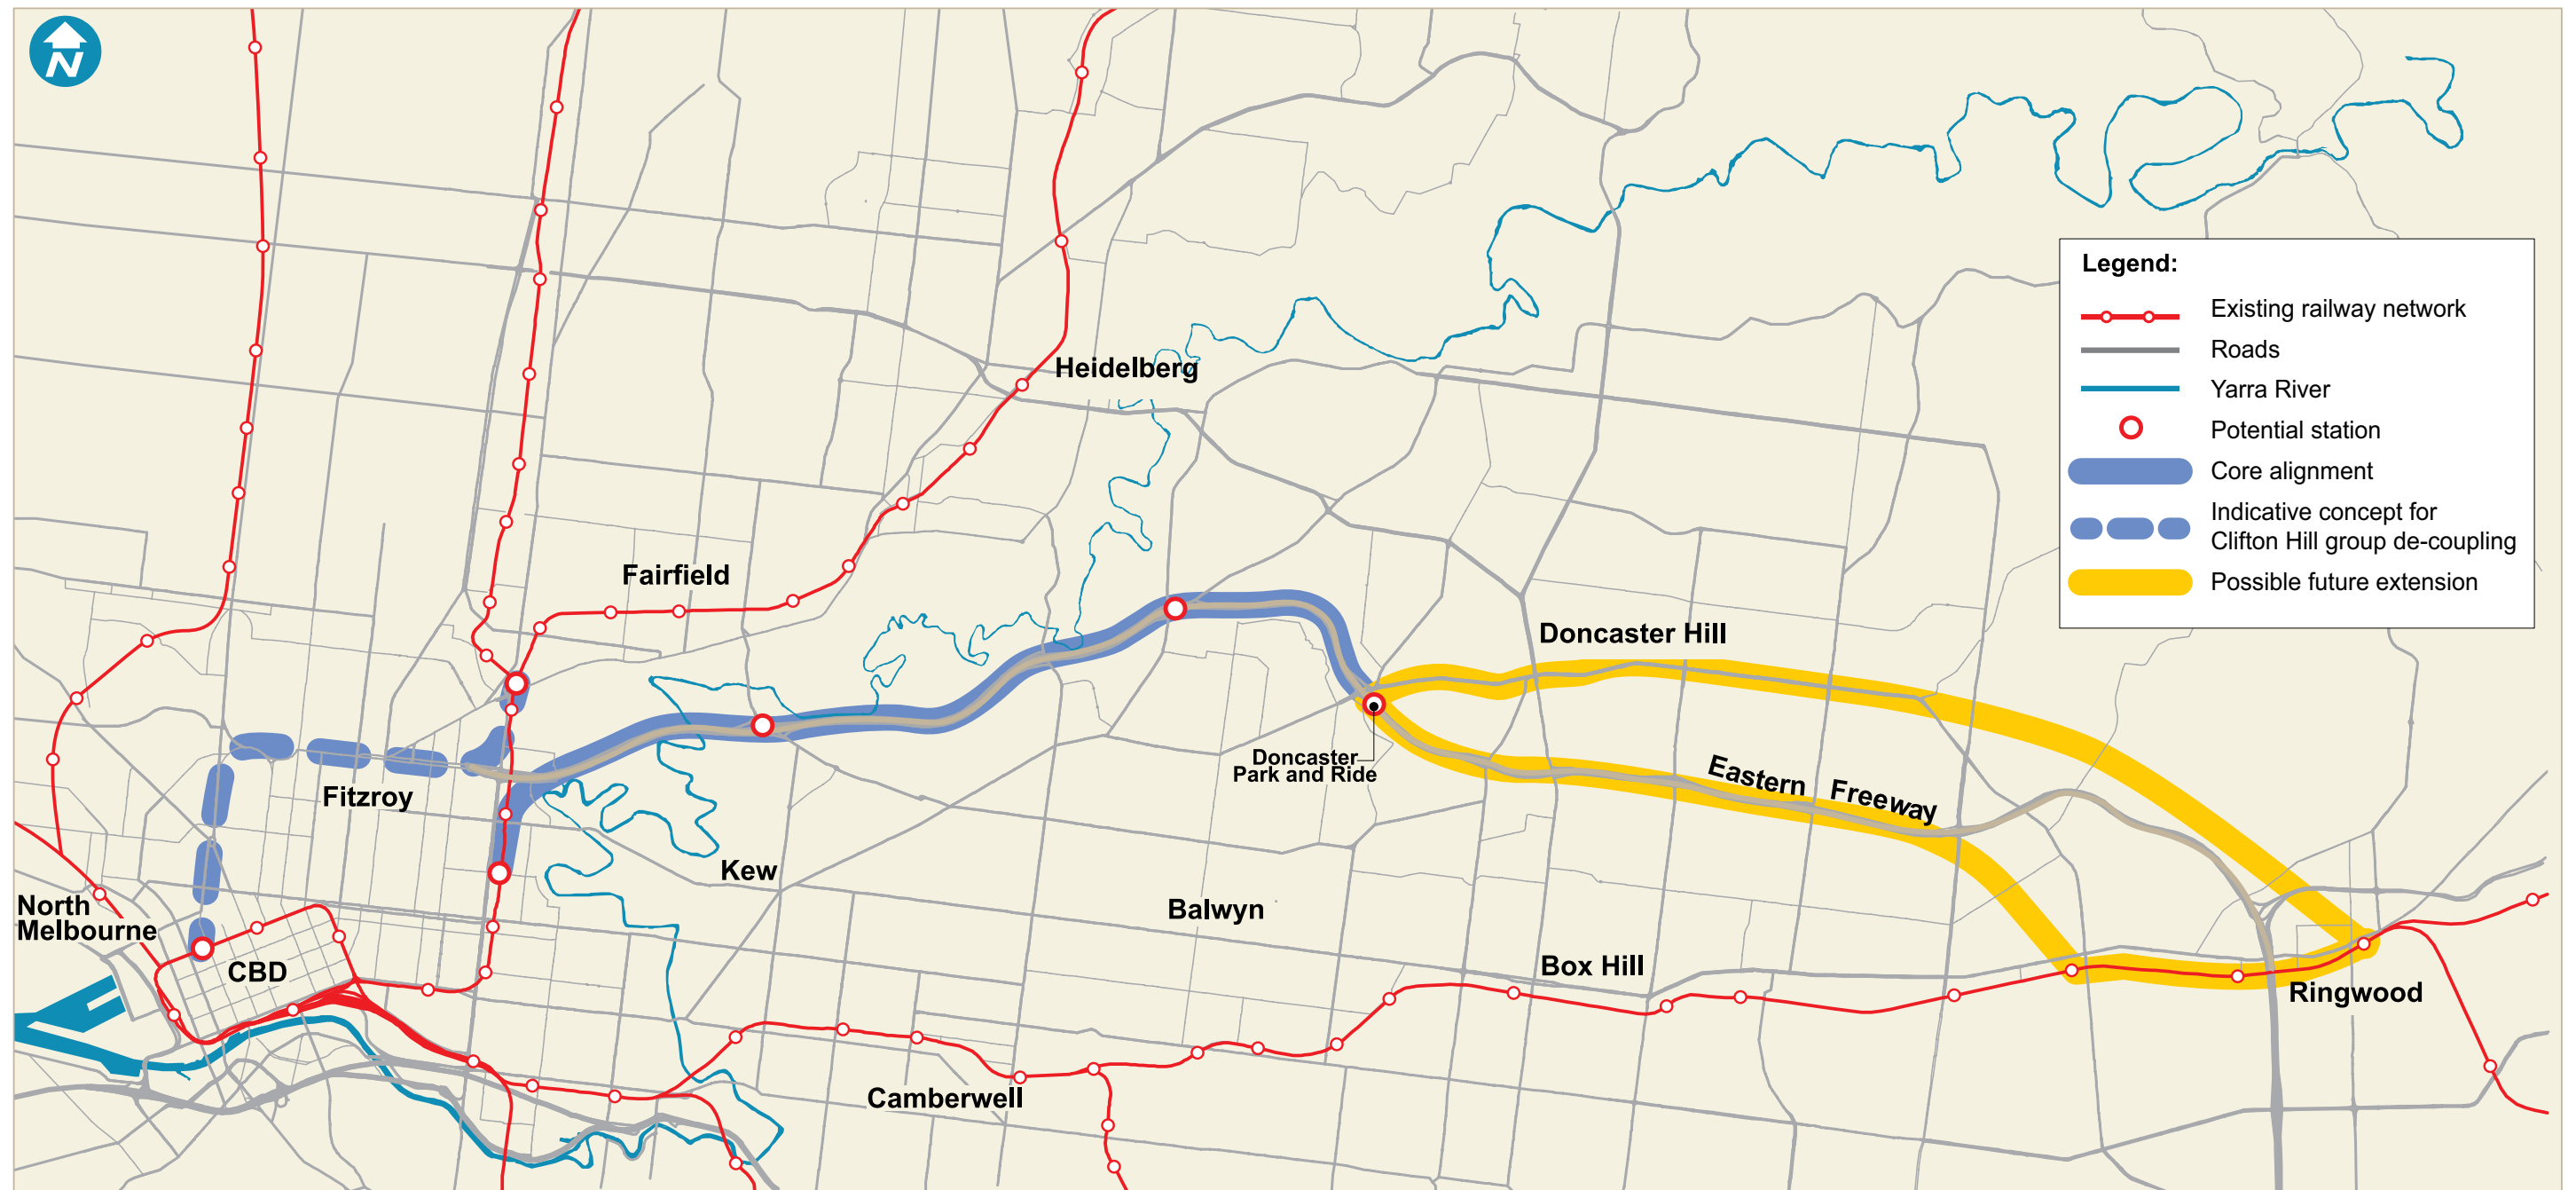 N
Legend:
Existing railway network
Roads
Yarra River
Potential station
Core alignment
Indicative concept for
Clifton Hill group de-coupling
Possible future extension
Heidelberg
Fairfield
Doncaster Hill
Doncaster
Park and Ride
Eastern Freeway
Fitzroy
Kew
North
Melbourne
Balwyn
CBD
Box Hill
Ringwood
Camberwell